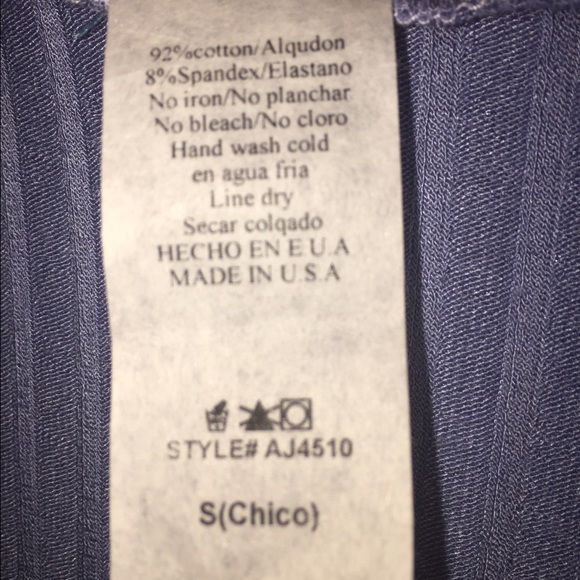 92%cotton/Alqudon
8%Spandex/Elastano
No iron/No planchar
No bleach/No cloro
Hand wash cold
en agua fria
Line dry
Secar colqado
HECHO EN E U.A
MADE IN U.S.A
STYLE# AJ4510
S(Chico)